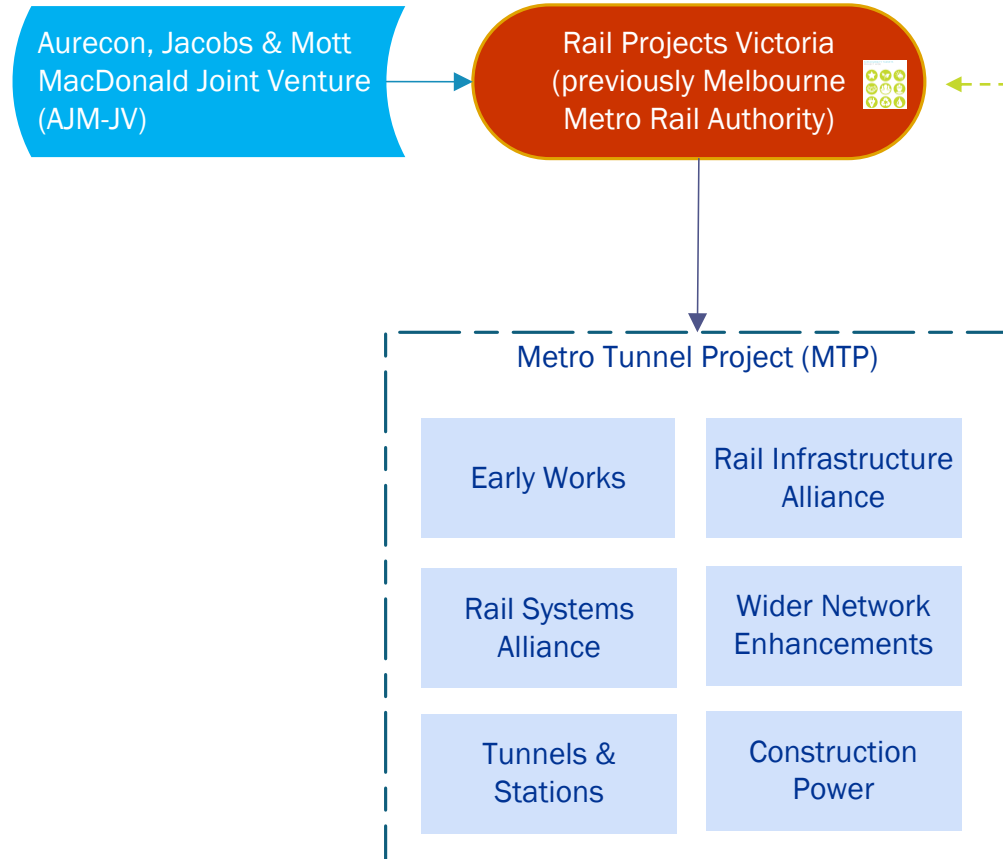 Aurecon, Jacobs & Mott
MacDonald Joint Venture
(AJM-JV)
Rail Projects Victoria
(previously Melbourne
Metro Rail Authority)
Metro Tunnel Project (MTP)
Early Works
Rail Infrastructure
Alliance
Rail Systems
Alliance
Wider Network
Enhancements
Tunnels &
Stations
Construction
Power